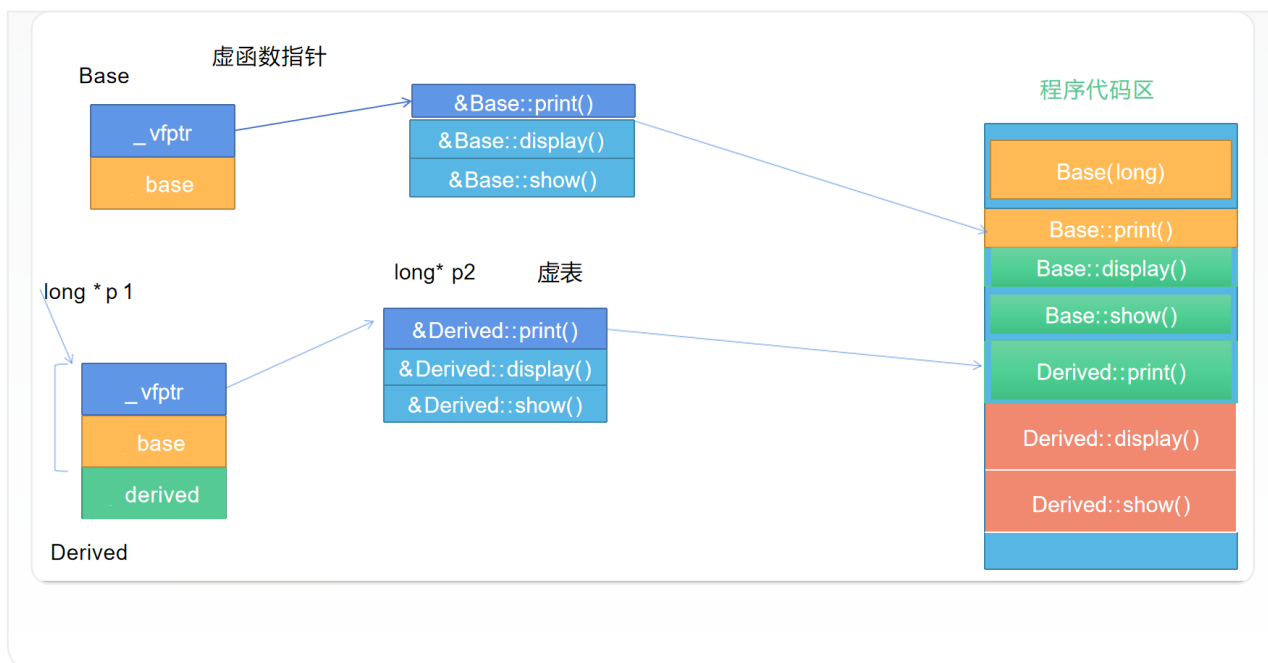 虚函数指针
Base
_vfptr
base
&Base::print()
&Base::display()
&Base::show()
程序代码区
Base(long)
Base::print()
Base::display()
Base::show()
Derived::print()
Derived::display()
Derived::show()
long* p2
虚表
long *p1
&Derived::print()
&Derived::display()
&Derived::show()
_vfptr
base
derived
Derived